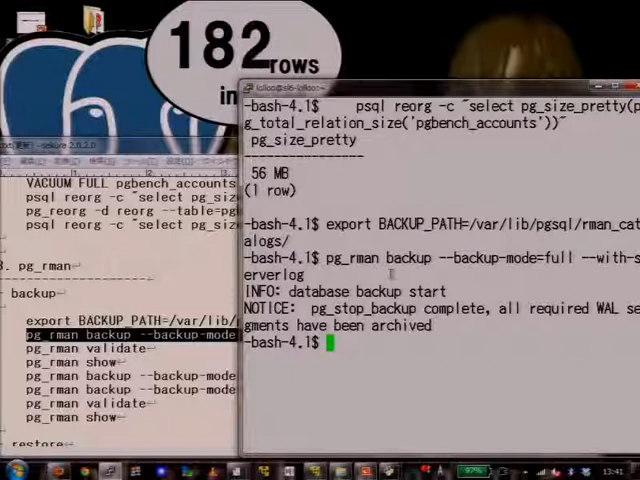 182 rows
in
-bash-4.1$ psql reorg -c "select pg_size_pretty(p
g_total_relation_size('pgbench_accounts'))"
pg_size_pretty
----------------
56 MB
(1 row)
-bash-4.1$ export BACKUP_PATH=/var/lib/pgsql/rman_cat
alogs/
-bash-4.1$ pg_rman backup --backup-mode=full --with-s
erverlog
INFO: database backup start
NOTICE: pg_stop_backup complete, all required WAL se
gments have been archived
-bash-4.1$
VACUUM FULL pgbench_accounts
psql reorg -c "select pg_siz
pg_reorg -d reorg --table=pg
psql reorg -c "select pg_siz
3. pg_rman
backup
export BACKUP_PATH=/var/lib/
pg_rman backup --backup-mode
pg_rman validate
pg_rman show
pg_rman backup --backup-mode
pg_rman backup --backup-mode
pg_rman validate
pg_rman show
restore
97%
13:41